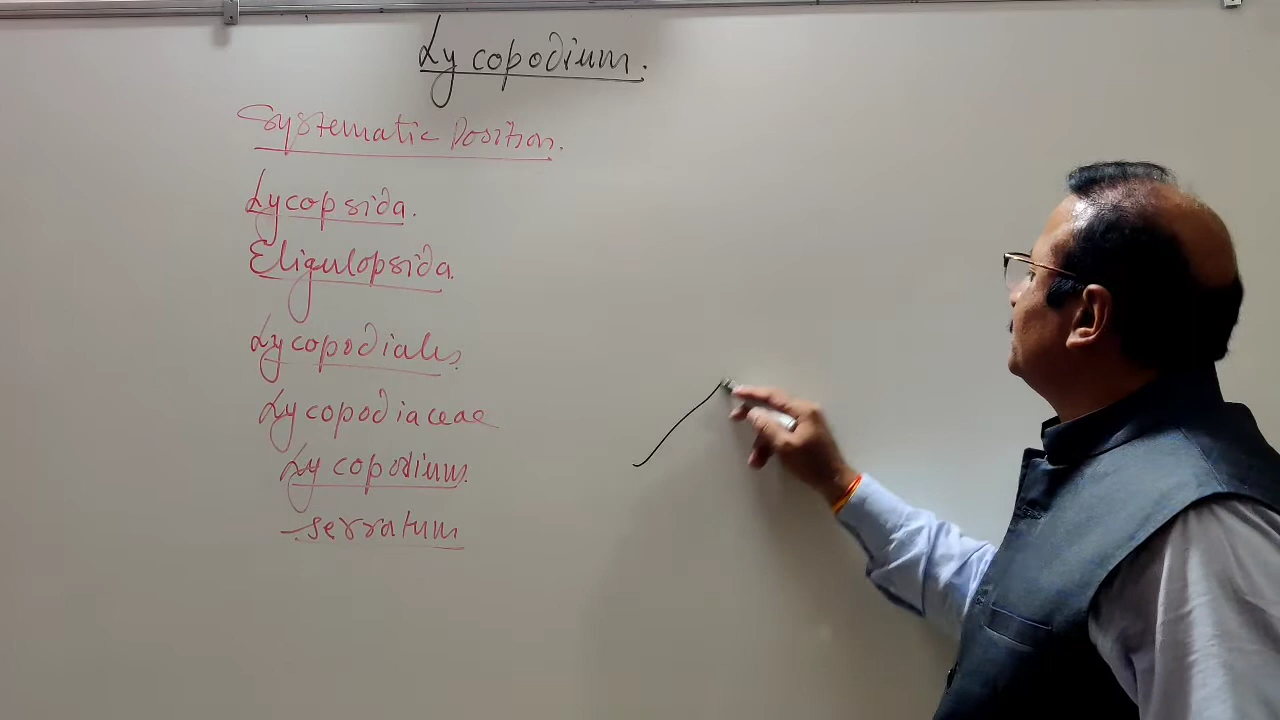 Lycopodium.
Systematic Position.
Lycopsida.
Eligulopsida.
Lycopodiales.
Lycopodiaceae
Lycopodium.
- serratum